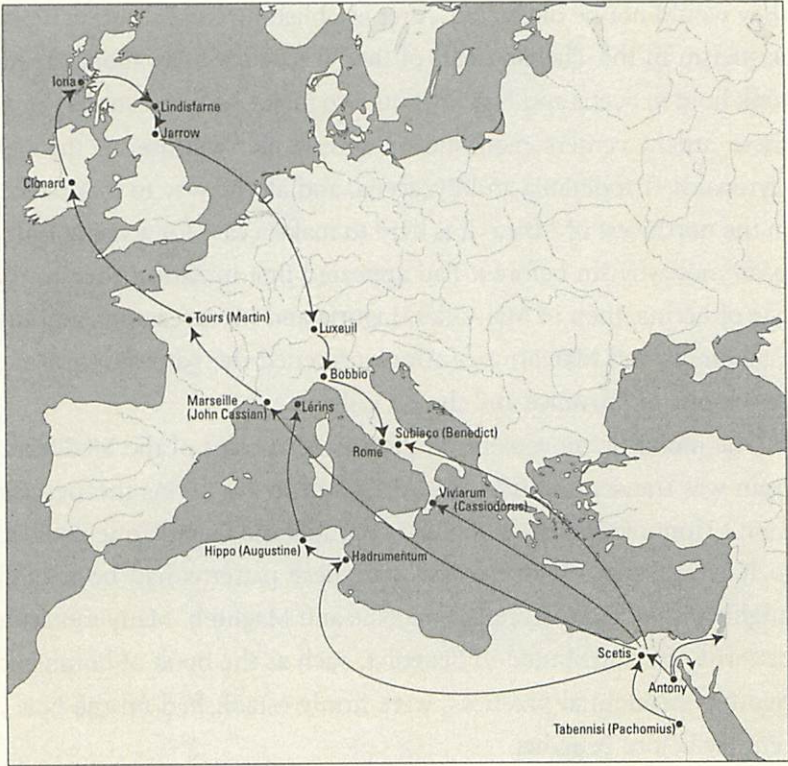 Iona
Lindisfarne
Jarrow
Clonard
Tours (Martin)
Luxeuil
Bobbio
Marseille
(John Cassian)
Lérins
Rome
Subiaco (Benedict)
Viviarum
(Cassiodorus)
Hippo (Augustine)
Hadrumentum
Scetis
Antony
Tabennisi (Pachomius)